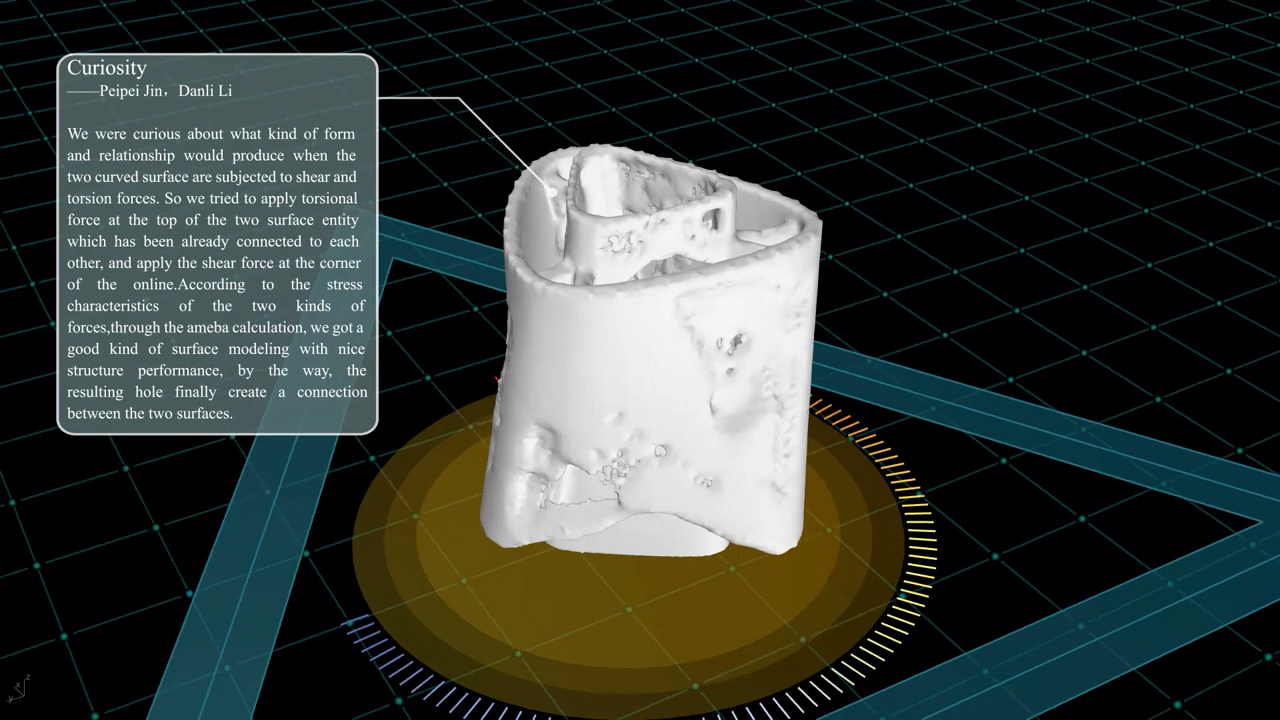 Curiosity
——Peipei Jin，Danli Li
We were curious about what kind of form
and relationship would produce when the
two curved surface are subjected to shear and
torsion forces. So we tried to apply torsional
force at the top of the two surface entity
which has been already connected to each
other, and apply the shear force at the corner
of the online.According to the stress
characteristics of the two kinds of
forces,through the ameba calculation, we got a
good kind of surface modeling with nice
structure performance, by the way, the
resulting hole finally create a connection
between the two surfaces.